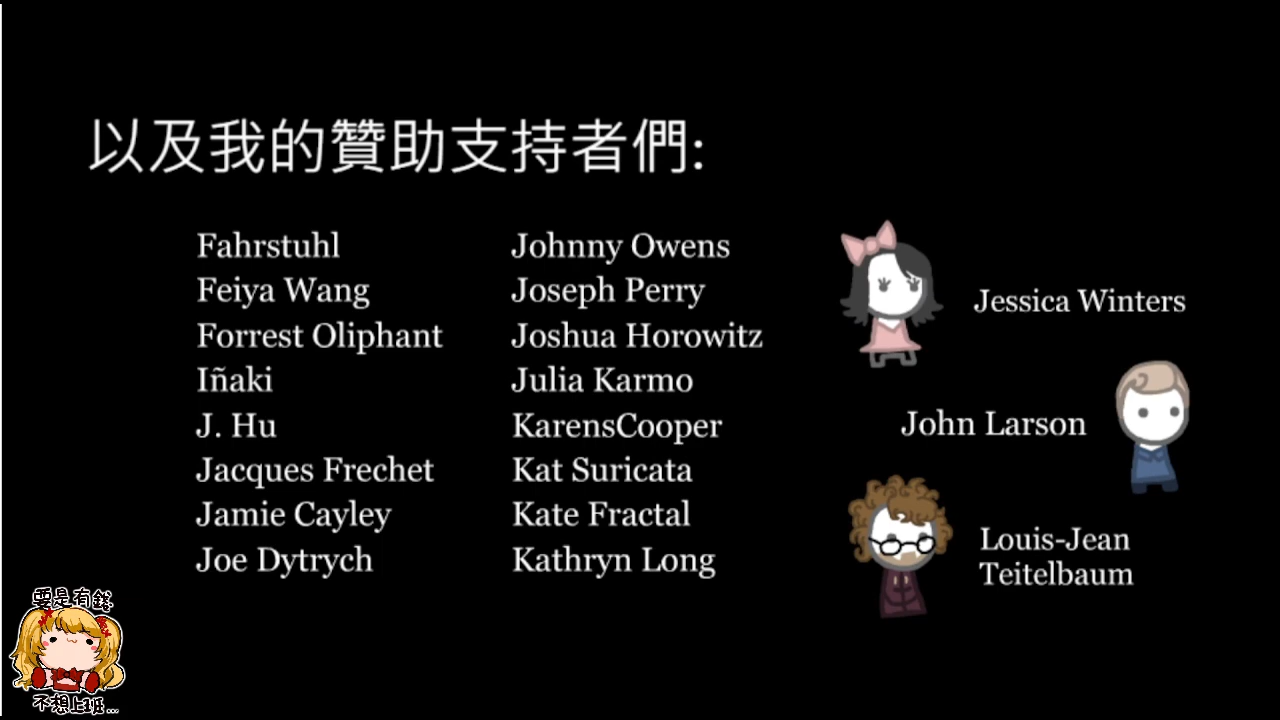 以及我的贊助支持者們:
Fahrstuhl
Feiya Wang
Forrest Oliphant
Iñaki
J. Hu
Jacques Frechet
Jamie Cayley
Joe Dytrych
Johnny Owens
Joseph Perry
Joshua Horowitz
Julia Karmo
KarensCooper
Kat Suricata
Kate Fractal
Kathryn Long
Jessica Winters
John Larson
Louis-Jean
Teitelbaum
要是有錢
不想上班...